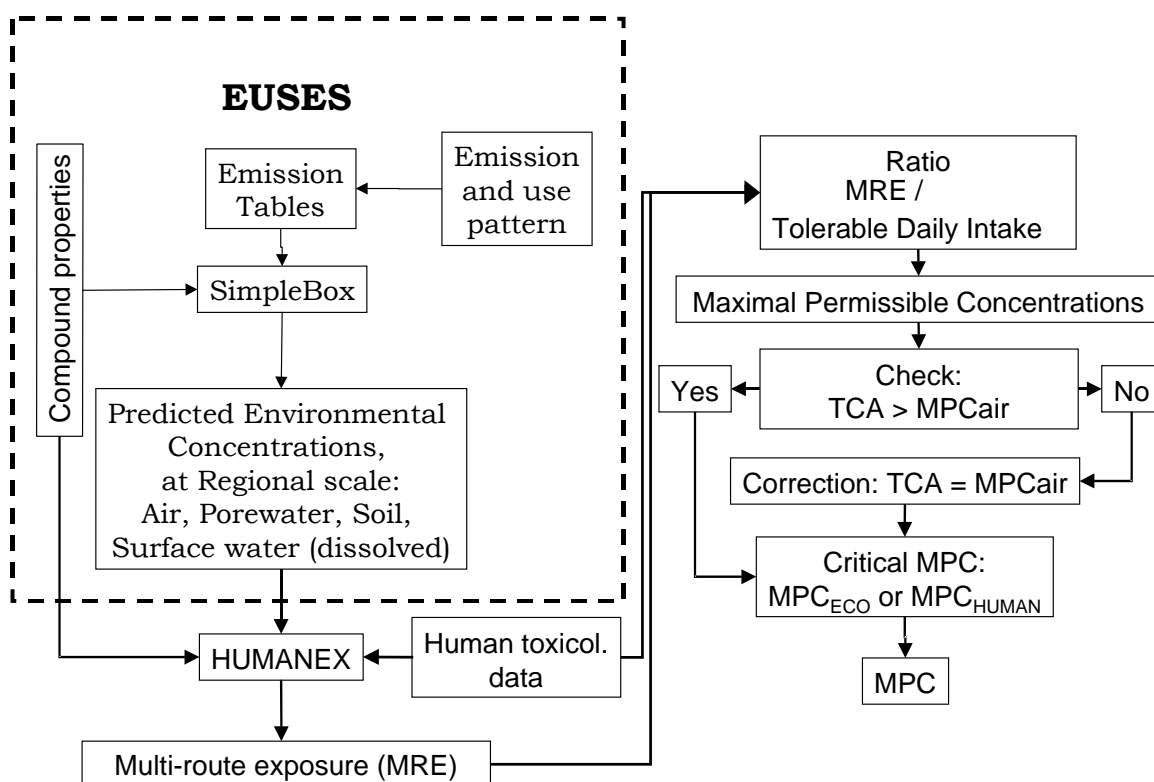 EUSES
Compound properties
Emission
Tables
Emission
and use
pattern
SimpleBox
Predicted Environmental
Concentrations,
at Regional scale:
Air, Porewater, Soil,
Surface water (dissolved)
HUMANEX
Human toxicol.
data
Multi-route exposure (MRE)
Ratio
MRE /
Tolerable Daily Intake
Maximal Permissible Concentrations
Yes
Check:
TCA > MPCair
No
Correction: TCA = MPCair
Critical MPC:
MPC_ECO or MPC_HUMAN
MPC